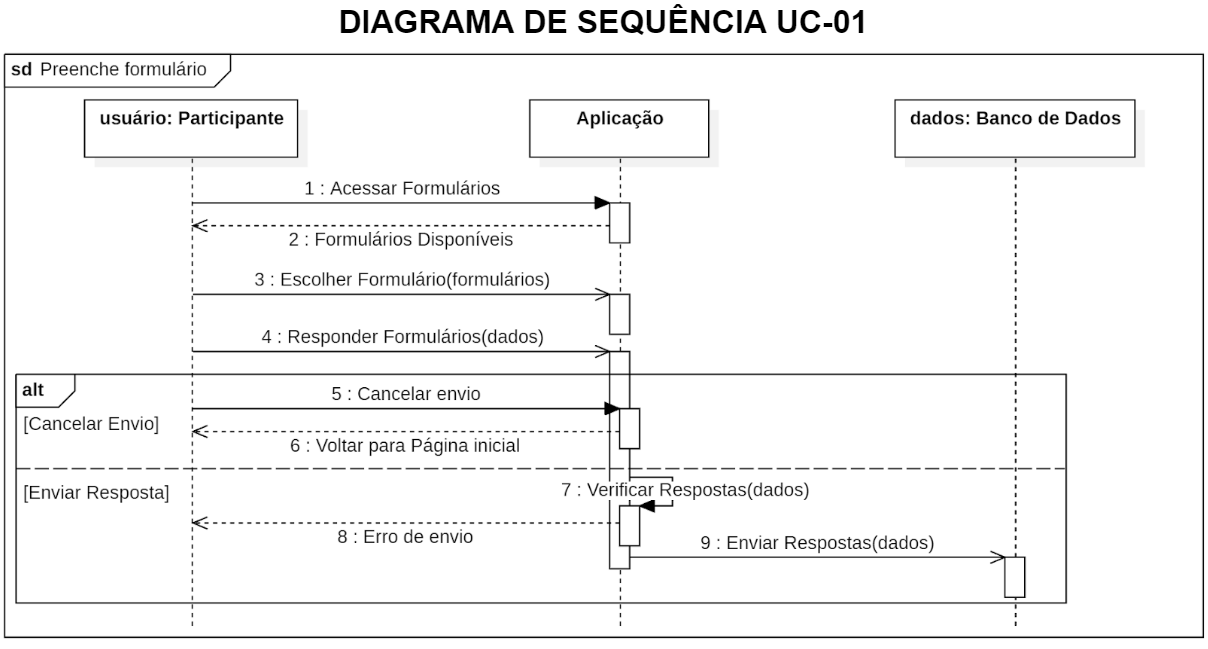 DIAGRAMA DE SEQUÊNCIA UC-01
sd Preenche formulário
usuário: Participante
Aplicação
dados: Banco de Dados
1 : Acessar Formulários
2 : Formulários Disponíveis
3 : Escolher Formulário(formulários)
4 : Responder Formulários(dados)
alt
5 : Cancelar envio
[Cancelar Envio]
6 : Voltar para Página inicial
[Enviar Resposta]
7 : Verificar Respostas(dados)
8 : Erro de envio
9 : Enviar Respostas(dados)